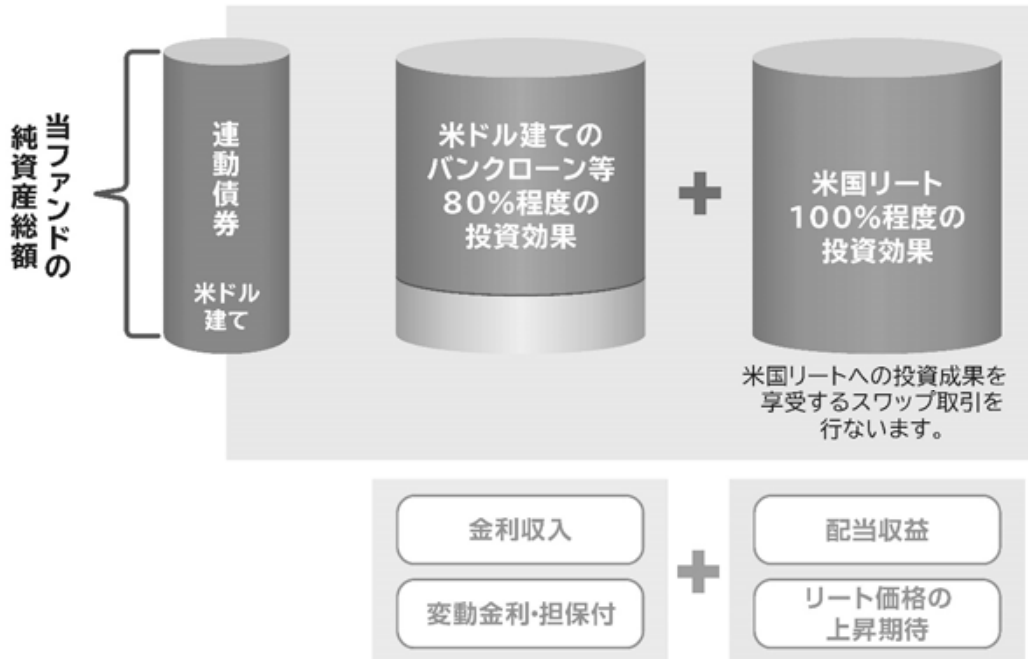 当ファンドの
純資産総額
連動債券
米ドル
建て
米ドル建ての
バンクローン等
80%程度の
投資効果
+
米国リート
100%程度の
投資効果
米国リートへの投資成果を
享受するスワップ取引を
行ないます。
金利収入
変動金利・担保付
+
配当収益
リート価格の
上昇期待